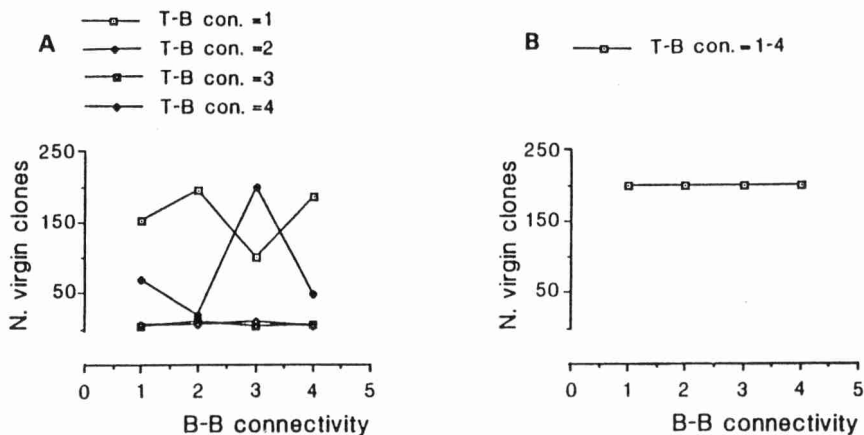 A
T-B con. =1
T-B con. =2
T-B con. =3
T-B con. =4
250
150
50
N. virgin clones
0 1 2 3 4 5
B-B connectivity
B
T-B con. = 1-4
250
150
50
N. virgin clones
0 1 2 3 4 5
B-B connectivity